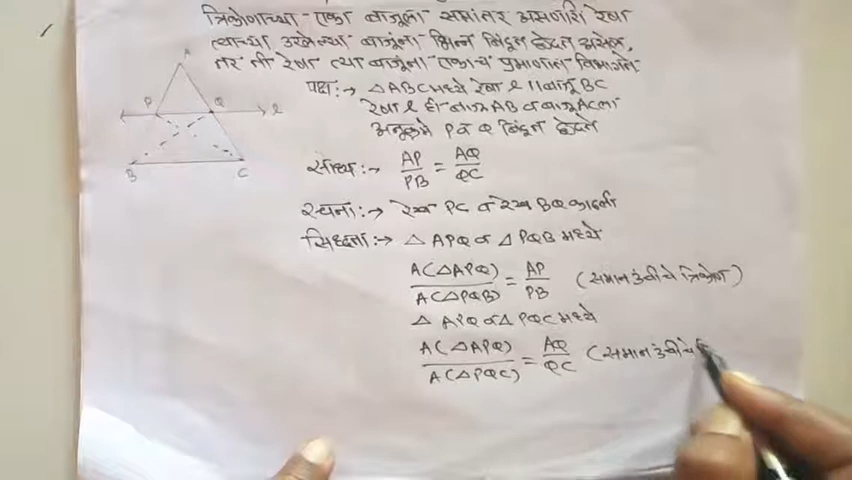 त्रिकोणाच्या एका बाजूला समांतर असणारी रेषा
त्याच्या उरलेल्या बाजूंना भिन्न बिंदूत छेदत असेल,
तर ती रेषा त्या बाजूंना एकाच प्रमाणात विभागते
पक्ष:→ △ABC मध्ये रेषा l || बाजू BC
रेषा l ही बाजू AB व बाजू AC ला
अनुक्रमे P व Q बिंदूत छेदते
साध्य:→ AP/PB = AQ/QC
रचना:→ रेख PC व रेख BQ काढली
सिद्धता:→ △APQ व △PQB मध्ये
A(△APQ)/A(△PQB) = AP/PB (समान उंचीचे त्रिकोण)
△APQ व △PQC मध्ये
A(△APQ)/A(△PQC) = AQ/QC (समान उंचीचे
A
P Q l
B C